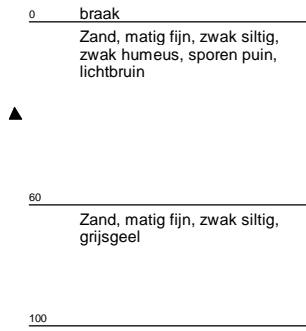 0 braak
Zand, matig fijn, zwak siltig,
zwak humeus, sporen puin,
lichtbruin
60
Zand, matig fijn, zwak siltig,
grijsgeel
100